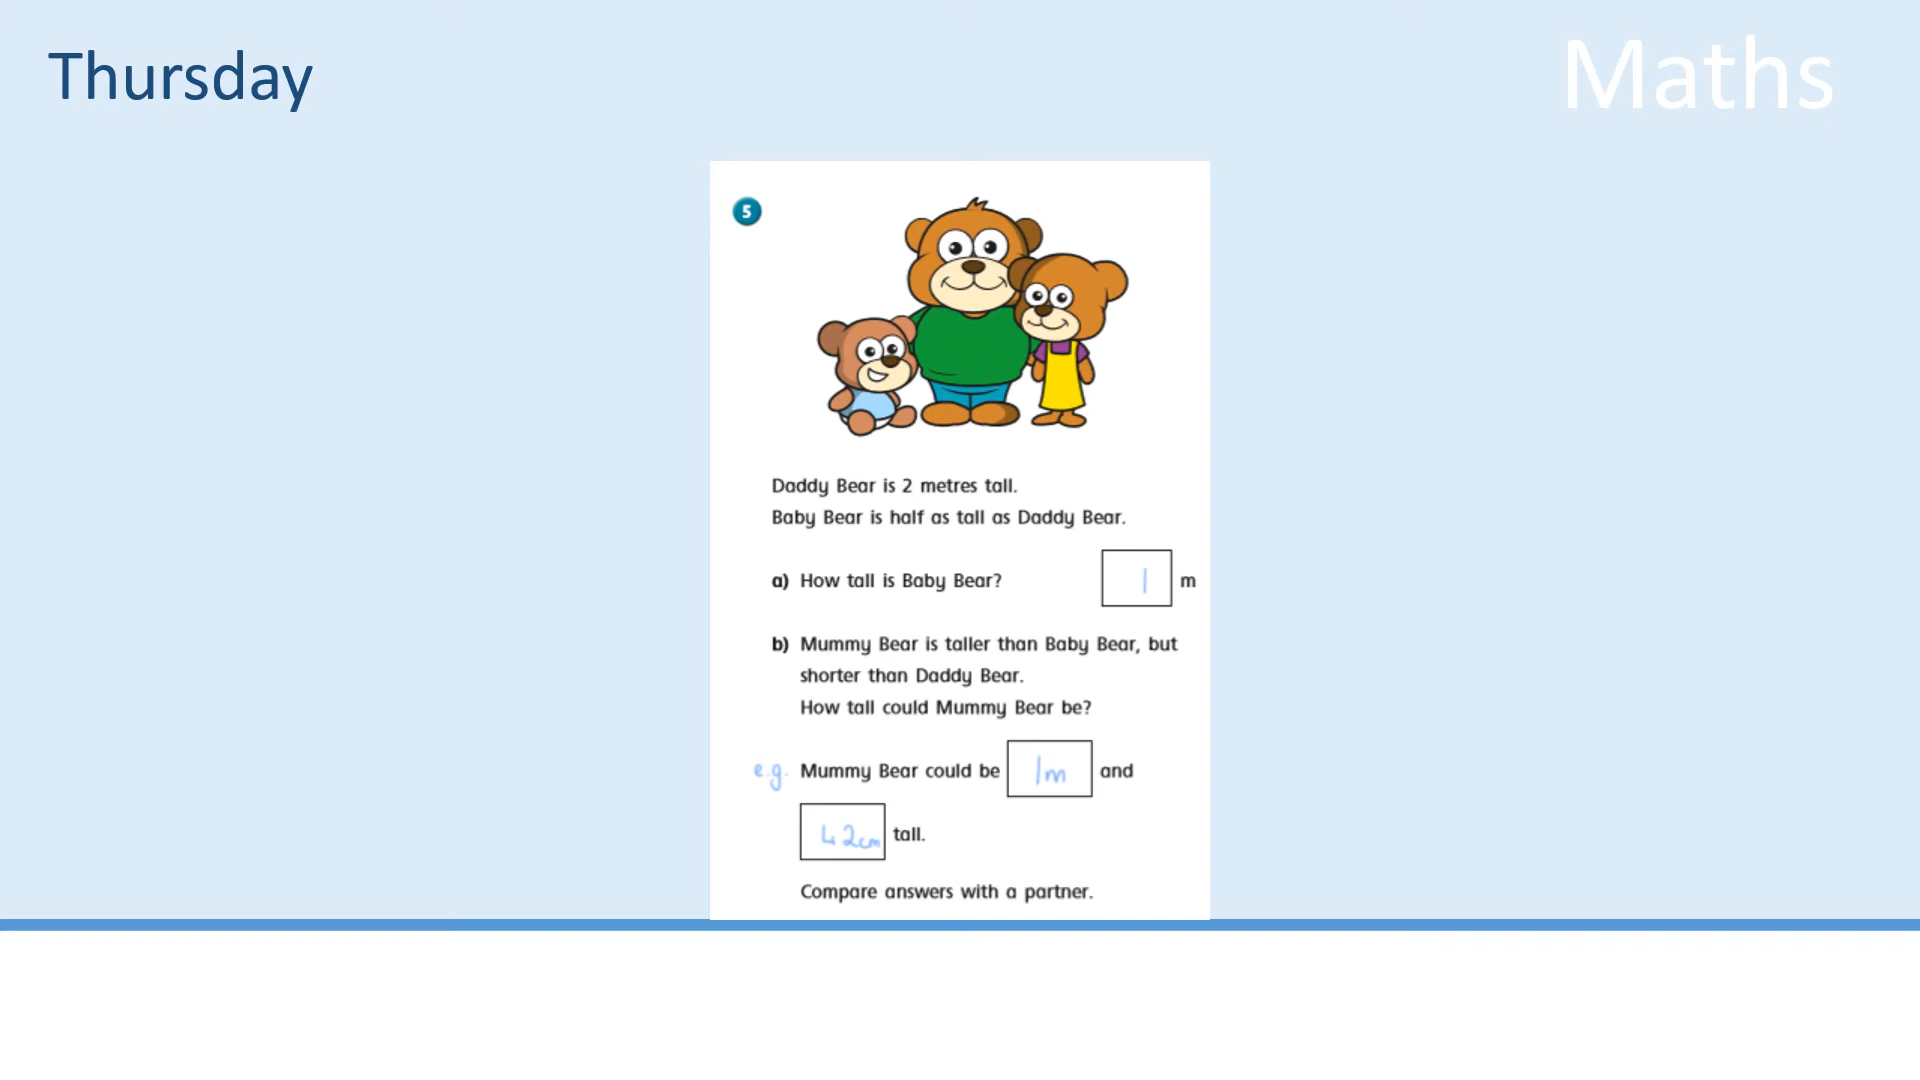 Thursday
Maths
5
Daddy Bear is 2 metres tall.
Baby Bear is half as tall as Daddy Bear.
a) How tall is Baby Bear? 1 m
b) Mummy Bear is taller than Baby Bear, but
shorter than Daddy Bear.
How tall could Mummy Bear be?
e.g. Mummy Bear could be 1m and
42cm tall.
Compare answers with a partner.